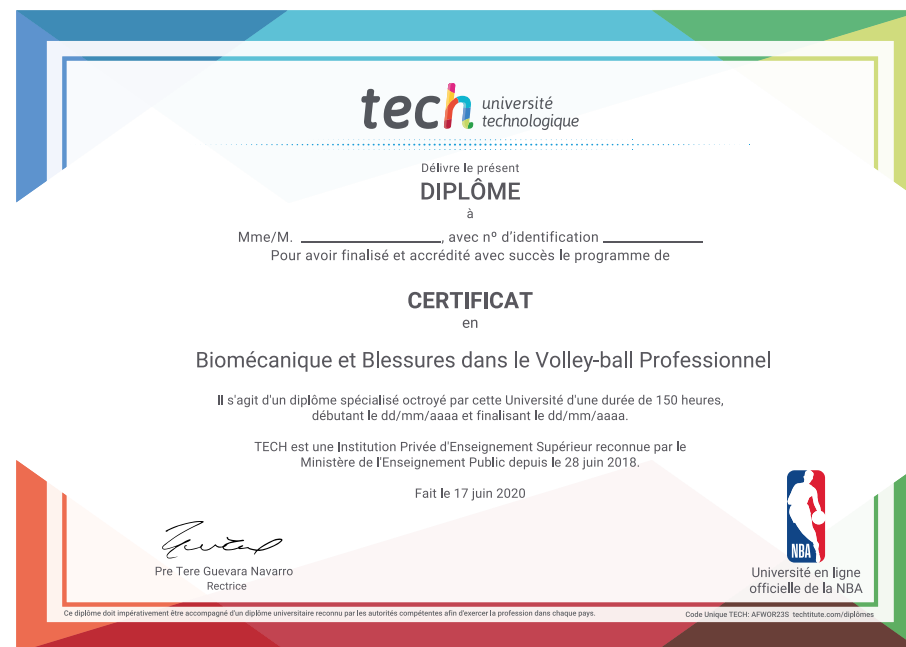 tech université
technologique
Délivre le présent
DIPLÔME
à
Mme/M. ____________________, avec nº d'identification ______________
Pour avoir finalisé et accrédité avec succès le programme de
CERTIFICAT
en
Biomécanique et Blessures dans le Volley-ball Professionnel
Il s'agit d'un diplôme spécialisé octroyé par cette Université d'une durée de 150 heures,
débutant le dd/mm/aaaa et finalisant le dd/mm/aaaa.
TECH est une Institution Privée d'Enseignement Supérieur reconnue par le
Ministère de l'Enseignement Public depuis le 28 juin 2018.
Fait le 17 juin 2020
Pre Tere Guevara Navarro
Rectrice
NBA
Université en ligne
officielle de la NBA
Ce diplôme doit impérativement être accompagné d'un diplôme universitaire reconnu par les autorités compétentes afin d'exercer la profession dans chaque pays.
Code Unique TECH: AFWOR23S techtitute.com/diplômes